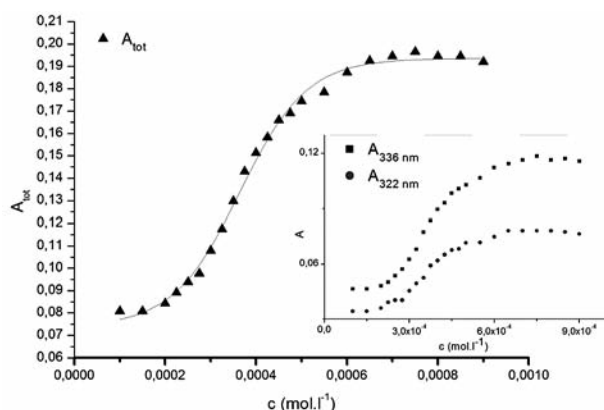 0,21
0,20
0,19
0,18
0,17
0,16
0,15
0,14
0,13
0,12
0,11
0,10
0,09
0,08
0,07
0,06
A_tot
▲ A_tot
0,0000 0,0002 0,0004 0,0006 0,0008 0,0010
c (mol.l⁻¹)
■ A_336 nm
● A_322 nm
0,12
0,06
A
0,0 3,0x10⁻⁴ 6,0x10⁻⁴ 9,0x10⁻⁴
c (mol.l⁻¹)